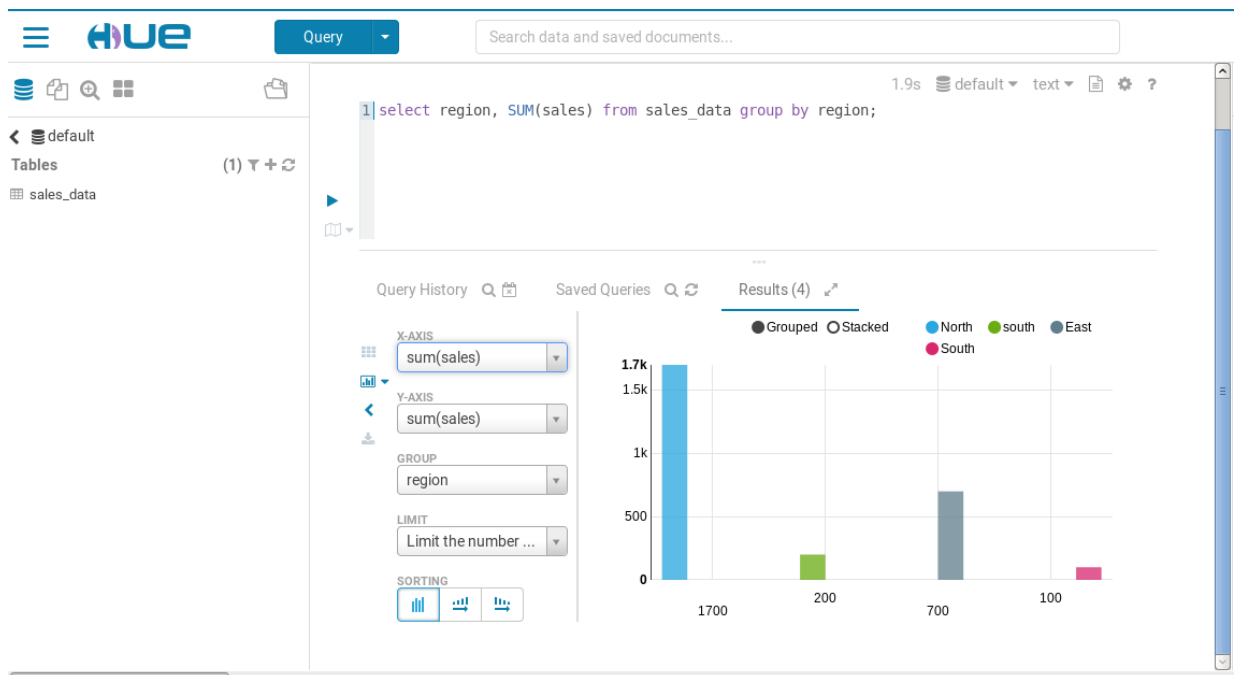 HUE Query Search data and saved documents...
1.9s default text ?
1 select region, SUM(sales) from sales_data group by region;
default
Tables (1)
sales_data
Query History Saved Queries Results (4)
X-AXIS
sum(sales)
Y-AXIS
sum(sales)
GROUP
region
LIMIT
Limit the number ...
SORTING
Grouped Stacked North south East
South
1.7k
1.5k
1k
500
0
1700 200 700 100